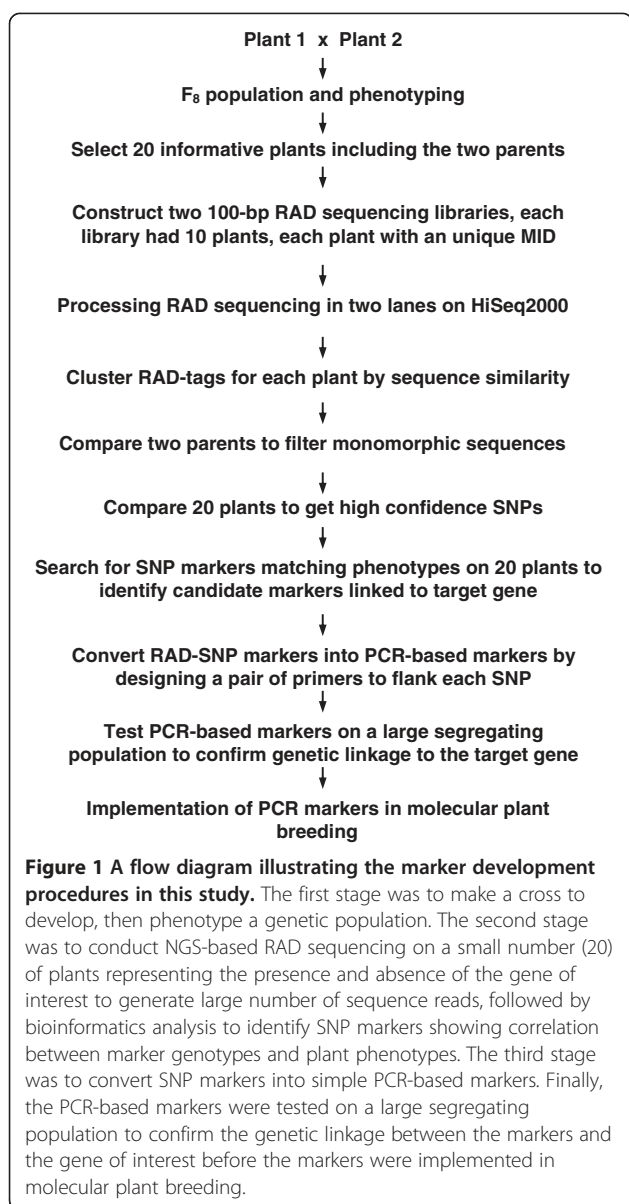 Plant 1 x Plant 2
↓
F₈ population and phenotyping
↓
Select 20 informative plants including the two parents
↓
Construct two 100-bp RAD sequencing libraries, each
library had 10 plants, each plant with an unique MID
↓
Processing RAD sequencing in two lanes on HiSeq2000
↓
Cluster RAD-tags for each plant by sequence similarity
↓
Compare two parents to filter monomorphic sequences
↓
Compare 20 plants to get high confidence SNPs
↓
Search for SNP markers matching phenotypes on 20 plants to
identify candidate markers linked to target gene
↓
Convert RAD-SNP markers into PCR-based markers by
designing a pair of primers to flank each SNP
↓
Test PCR-based markers on a large segregating
population to confirm genetic linkage to the target gene
↓
Implementation of PCR markers in molecular plant
breeding
Figure 1 A flow diagram illustrating the marker development
procedures in this study. The first stage was to make a cross to
develop, then phenotype a genetic population. The second stage
was to conduct NGS-based RAD sequencing on a small number (20)
of plants representing the presence and absence of the gene of
interest to generate large number of sequence reads, followed by
bioinformatics analysis to identify SNP markers showing correlation
between marker genotypes and plant phenotypes. The third stage
was to convert SNP markers into simple PCR-based markers. Finally,
the PCR-based markers were tested on a large segregating
population to confirm the genetic linkage between the markers and
the gene of interest before the markers were implemented in
molecular plant breeding.